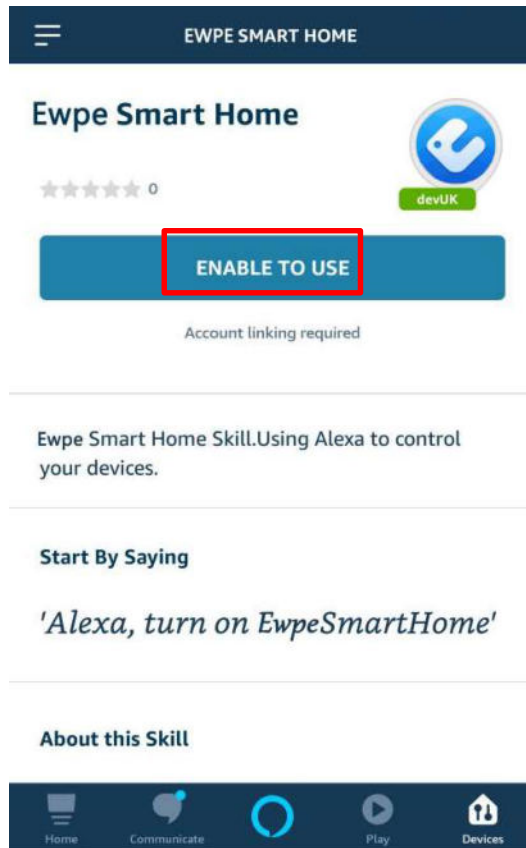 EWPE SMART HOME
Ewpe Smart Home
0
devUK
ENABLE TO USE
Account linking required
Ewpe Smart Home Skill.Using Alexa to control
your devices.
Start By Saying
'Alexa, turn on EwpeSmartHome'
About this Skill
Home Communicate Play Devices